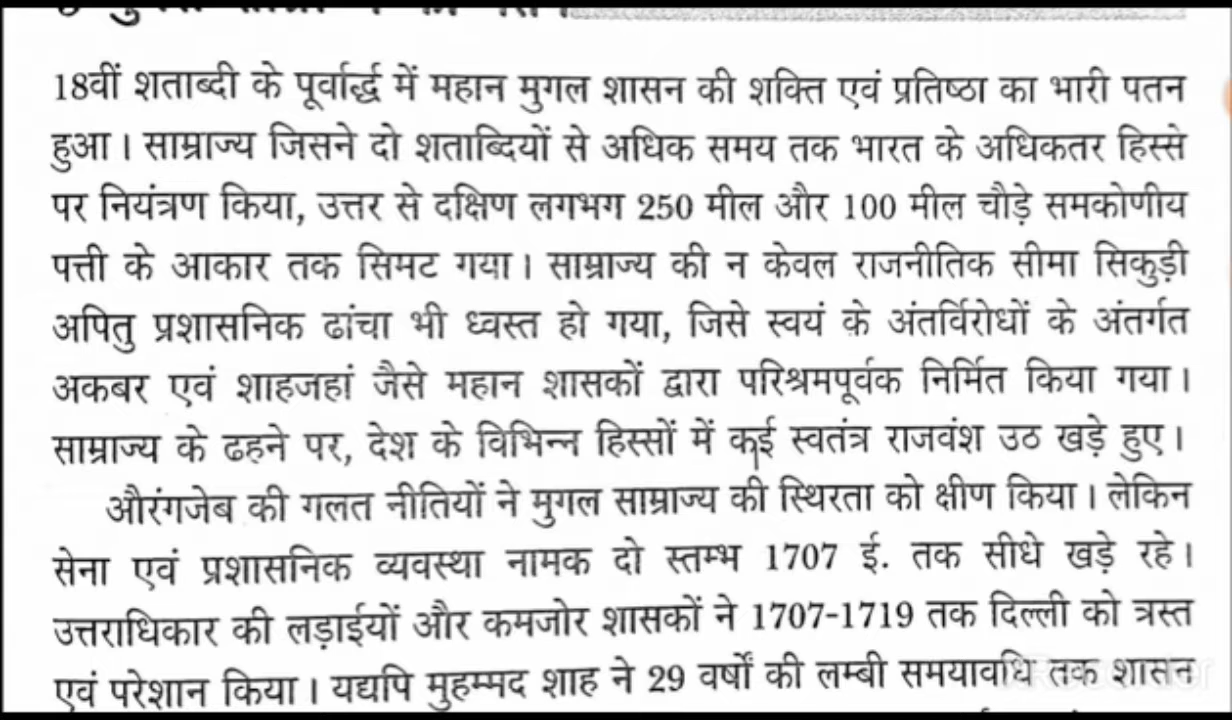 18वीं शताब्दी के पूर्वार्द्ध में महान मुगल शासन की शक्ति एवं प्रतिष्ठा का भारी पतन
हुआ। साम्राज्य जिसने दो शताब्दियों से अधिक समय तक भारत के अधिकतर हिस्से
पर नियंत्रण किया, उत्तर से दक्षिण लगभग 250 मील और 100 मील चौड़े समकोणीय
पत्ती के आकार तक सिमट गया। साम्राज्य की न केवल राजनीतिक सीमा सिकुड़ी
अपितु प्रशासनिक ढांचा भी ध्वस्त हो गया, जिसे स्वयं के अंतर्विरोधों के अंतर्गत
अकबर एवं शाहजहां जैसे महान शासकों द्वारा परिश्रमपूर्वक निर्मित किया गया।
साम्राज्य के ढहने पर, देश के विभिन्न हिस्सों में कई स्वतंत्र राजवंश उठ खड़े हुए।
औरंगजेब की गलत नीतियों ने मुगल साम्राज्य की स्थिरता को क्षीण किया। लेकिन
सेना एवं प्रशासनिक व्यवस्था नामक दो स्तम्भ 1707 ई. तक सीधे खड़े रहे।
उत्तराधिकार की लड़ाईयों और कमजोर शासकों ने 1707-1719 तक दिल्ली को त्रस्त
एवं परेशान किया। यद्यपि मुहम्मद शाह ने 29 वर्षों की लम्बी समयावधि तक शासन